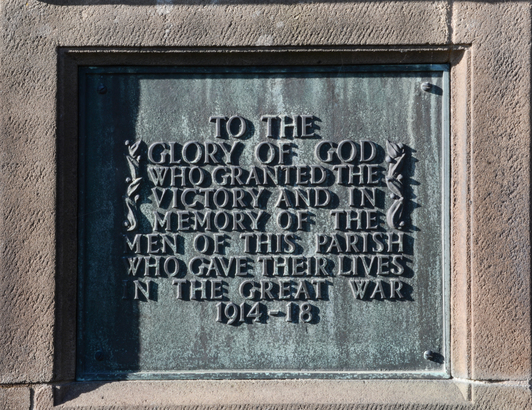 TO THE
GLORY OF GOD
WHO GRANTED THE
VICTORY AND IN
MEMORY OF THE
MEN OF THIS PARISH
WHO GAVE THEIR LIVES
IN THE GREAT WAR
1914-18